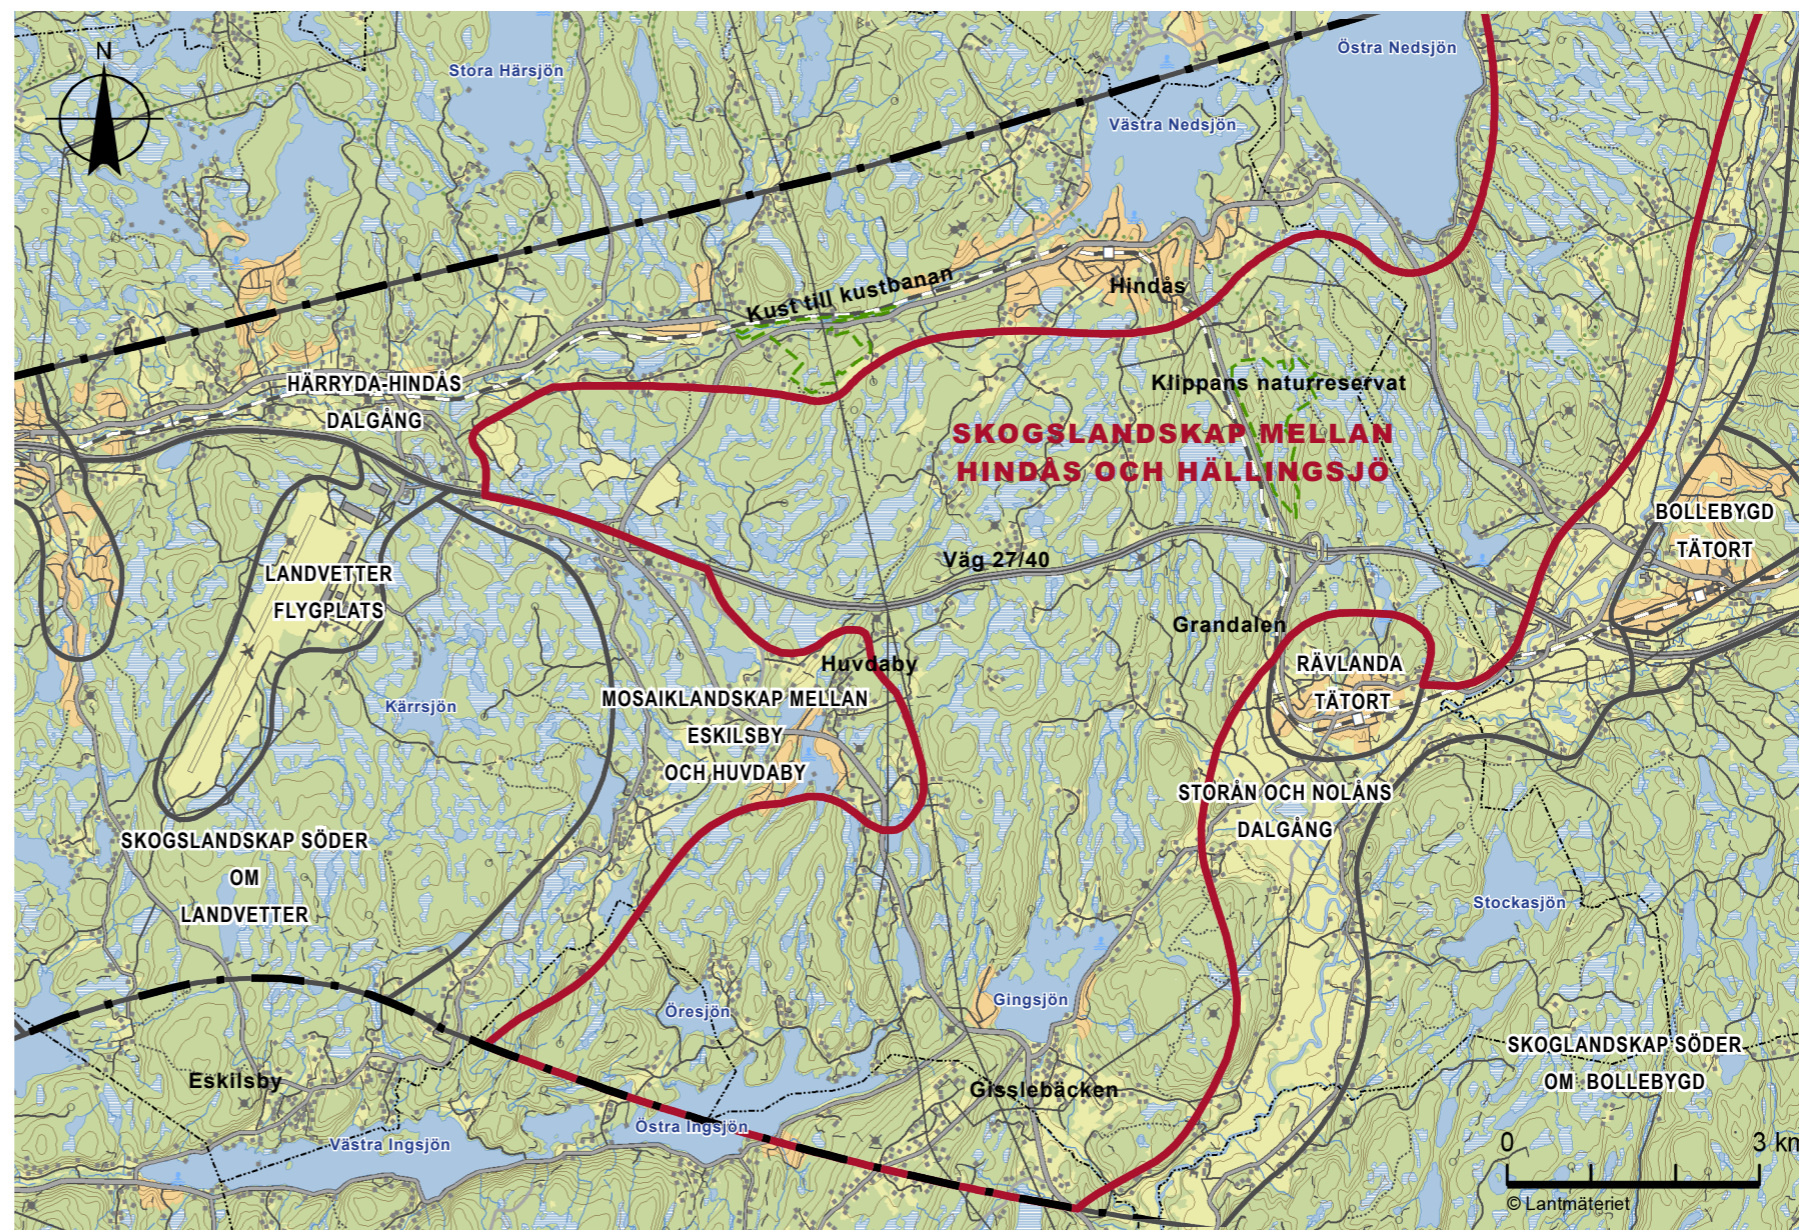 N
Stora Härsjön
Östra Nedsjön
Västra Nedsjön
Kust till kustbanan
Hindås
HÄRRYDA-HINDÅS
DALGÅNG
Klippans naturreservat
SKOGSLANDSKAP MELLAN
HINDÅS OCH HÄLLINGSJÖ
BOLLEBYGD
TÄTORT
LANDVETTER
FLYGPLATS
Väg 27/40
Grandalen
Huvdaby
RÄVLANDA
TÄTORT
Kärrsjön
MOSAIKLANDSKAP MELLAN
ESKILSBY
OCH HUVDABY
STORÅN OCH NOLÅNS
DALGÅNG
SKOGSLANDSKAP SÖDER
OM
LANDVETTER
Stockasjön
Öresjön
Gingsjön
SKOGLANDSKAP SÖDER
OM BOLLEBYGD
Eskilsby
Gisslebäcken
Östra Ingsjön
Västra Ingsjön
0 3 km
© Lantmäteriet